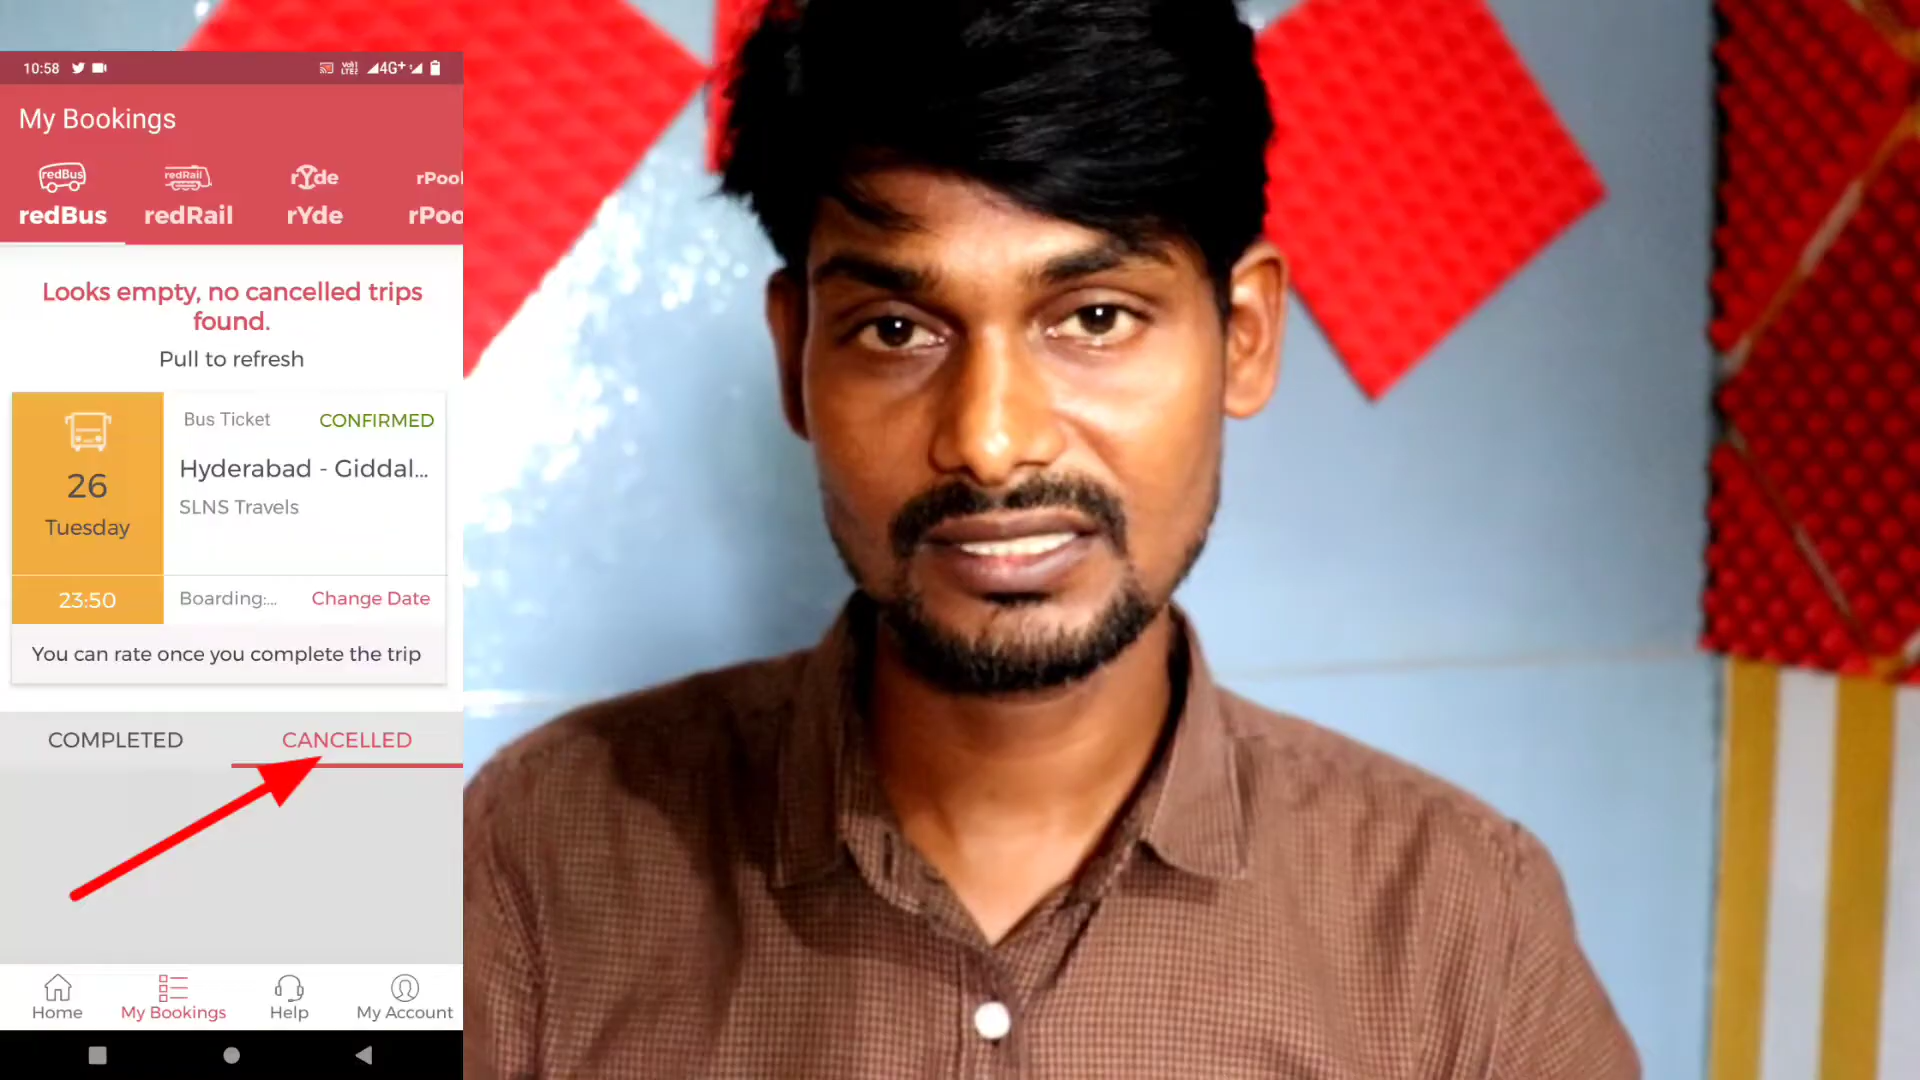 10:58
4G+
My Bookings
redBus
redRail
rYde
rPool
redBus
redRail
rYde
rPoo
Looks empty, no cancelled trips
found.
Pull to refresh
Bus Ticket
CONFIRMED
26
Tuesday
Hyderabad - Giddal...
SLNS Travels
23:50
Boarding:...
Change Date
You can rate once you complete the trip
COMPLETED
CANCELLED
Home
My Bookings
Help
My Account